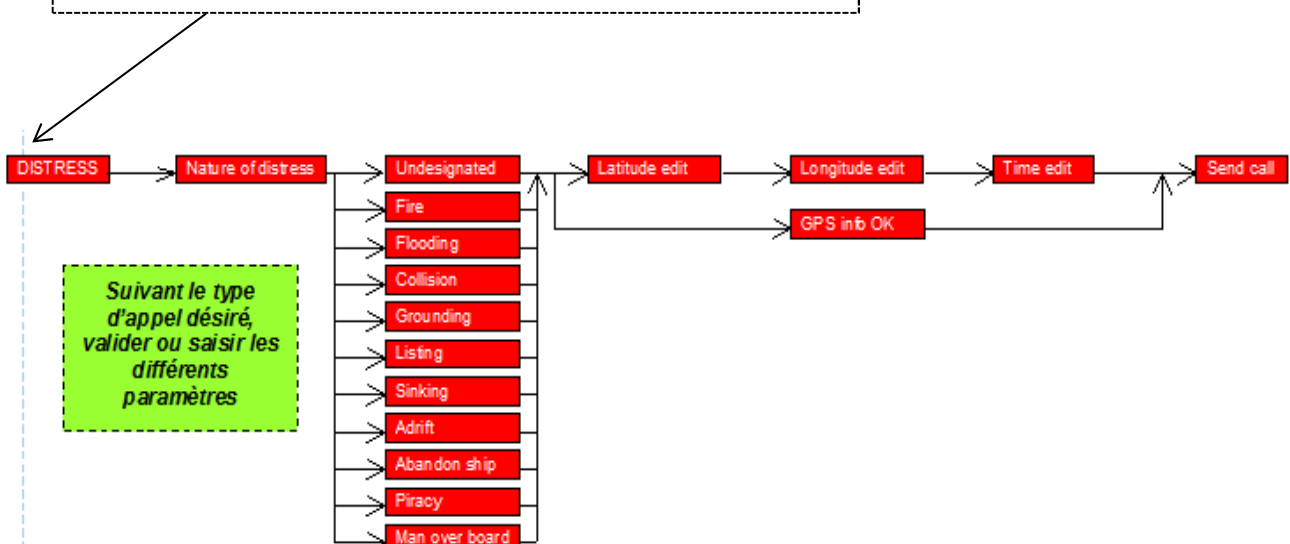 DISTRESS
Nature of distress
Undesignated
Latitude edit
Longitude edit
Time edit
Send call
Fire
GPS info OK
Flooding
Collision
Grounding
Listing
Sinking
Adrift
Abandon ship
Piracy
Man over board
Suivant le type
d'appel désiré,
valider ou saisir les
différents
paramètres